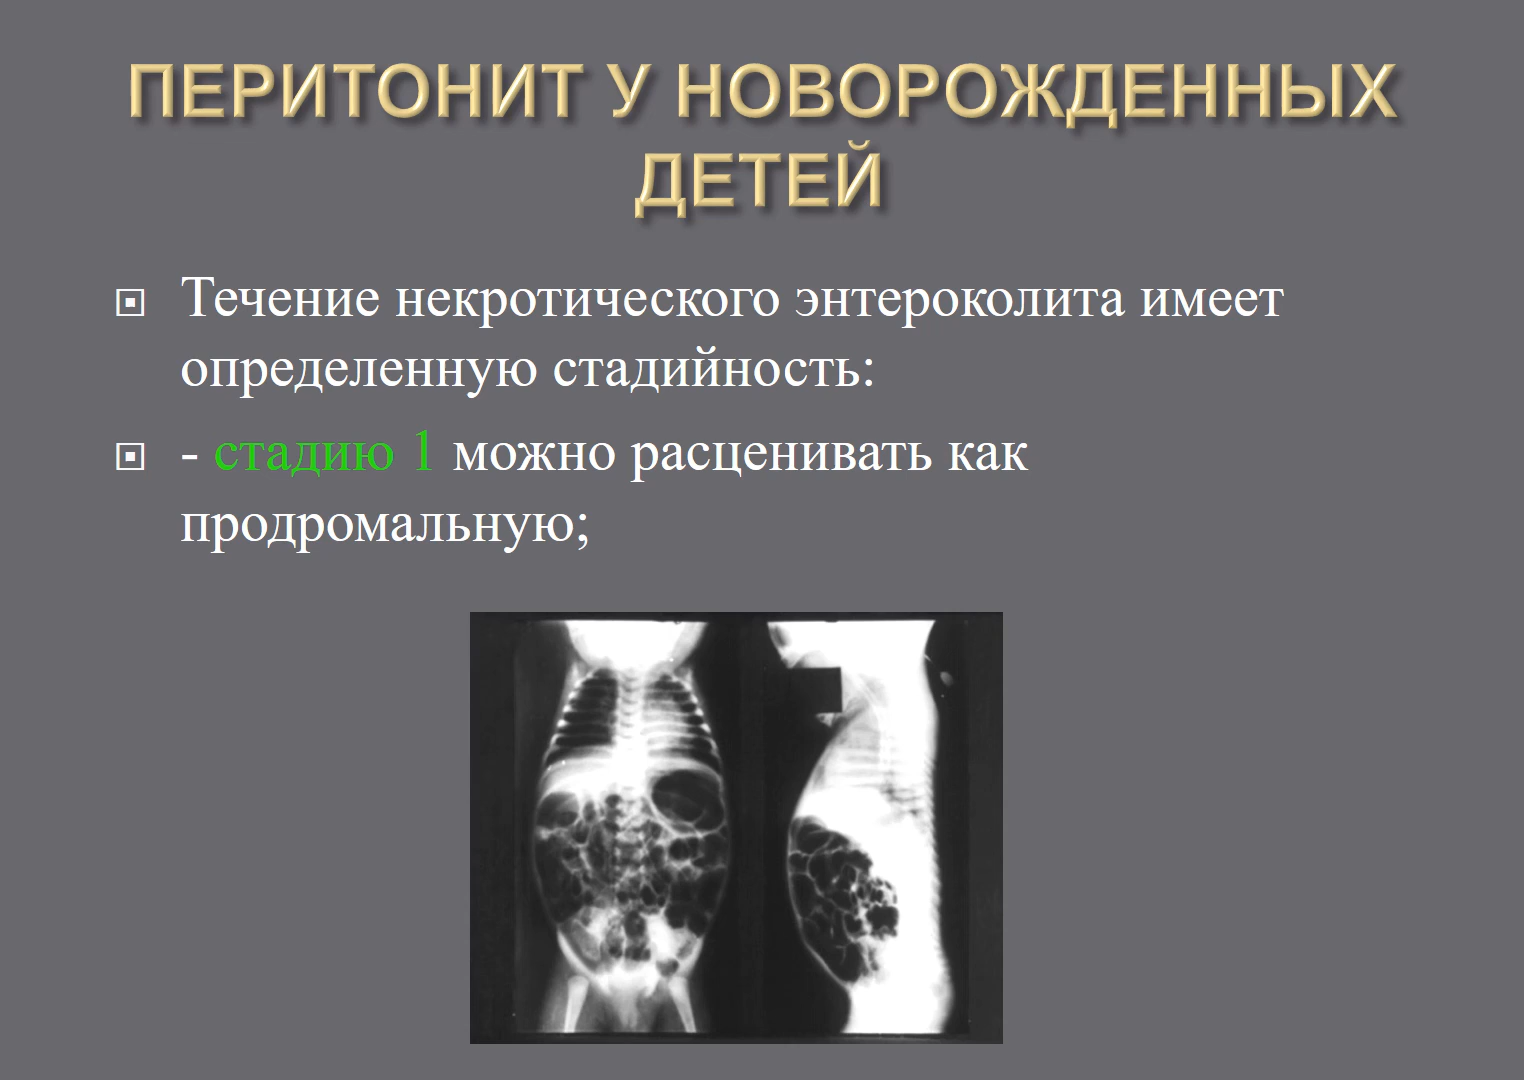 ПЕРИТОНИТ У НОВОРОЖДЕННЫХ
ДЕТЕЙ
Течение некротического энтероколита имеет
определенную стадийность:
- стадию 1 можно расценивать как
продромальную;